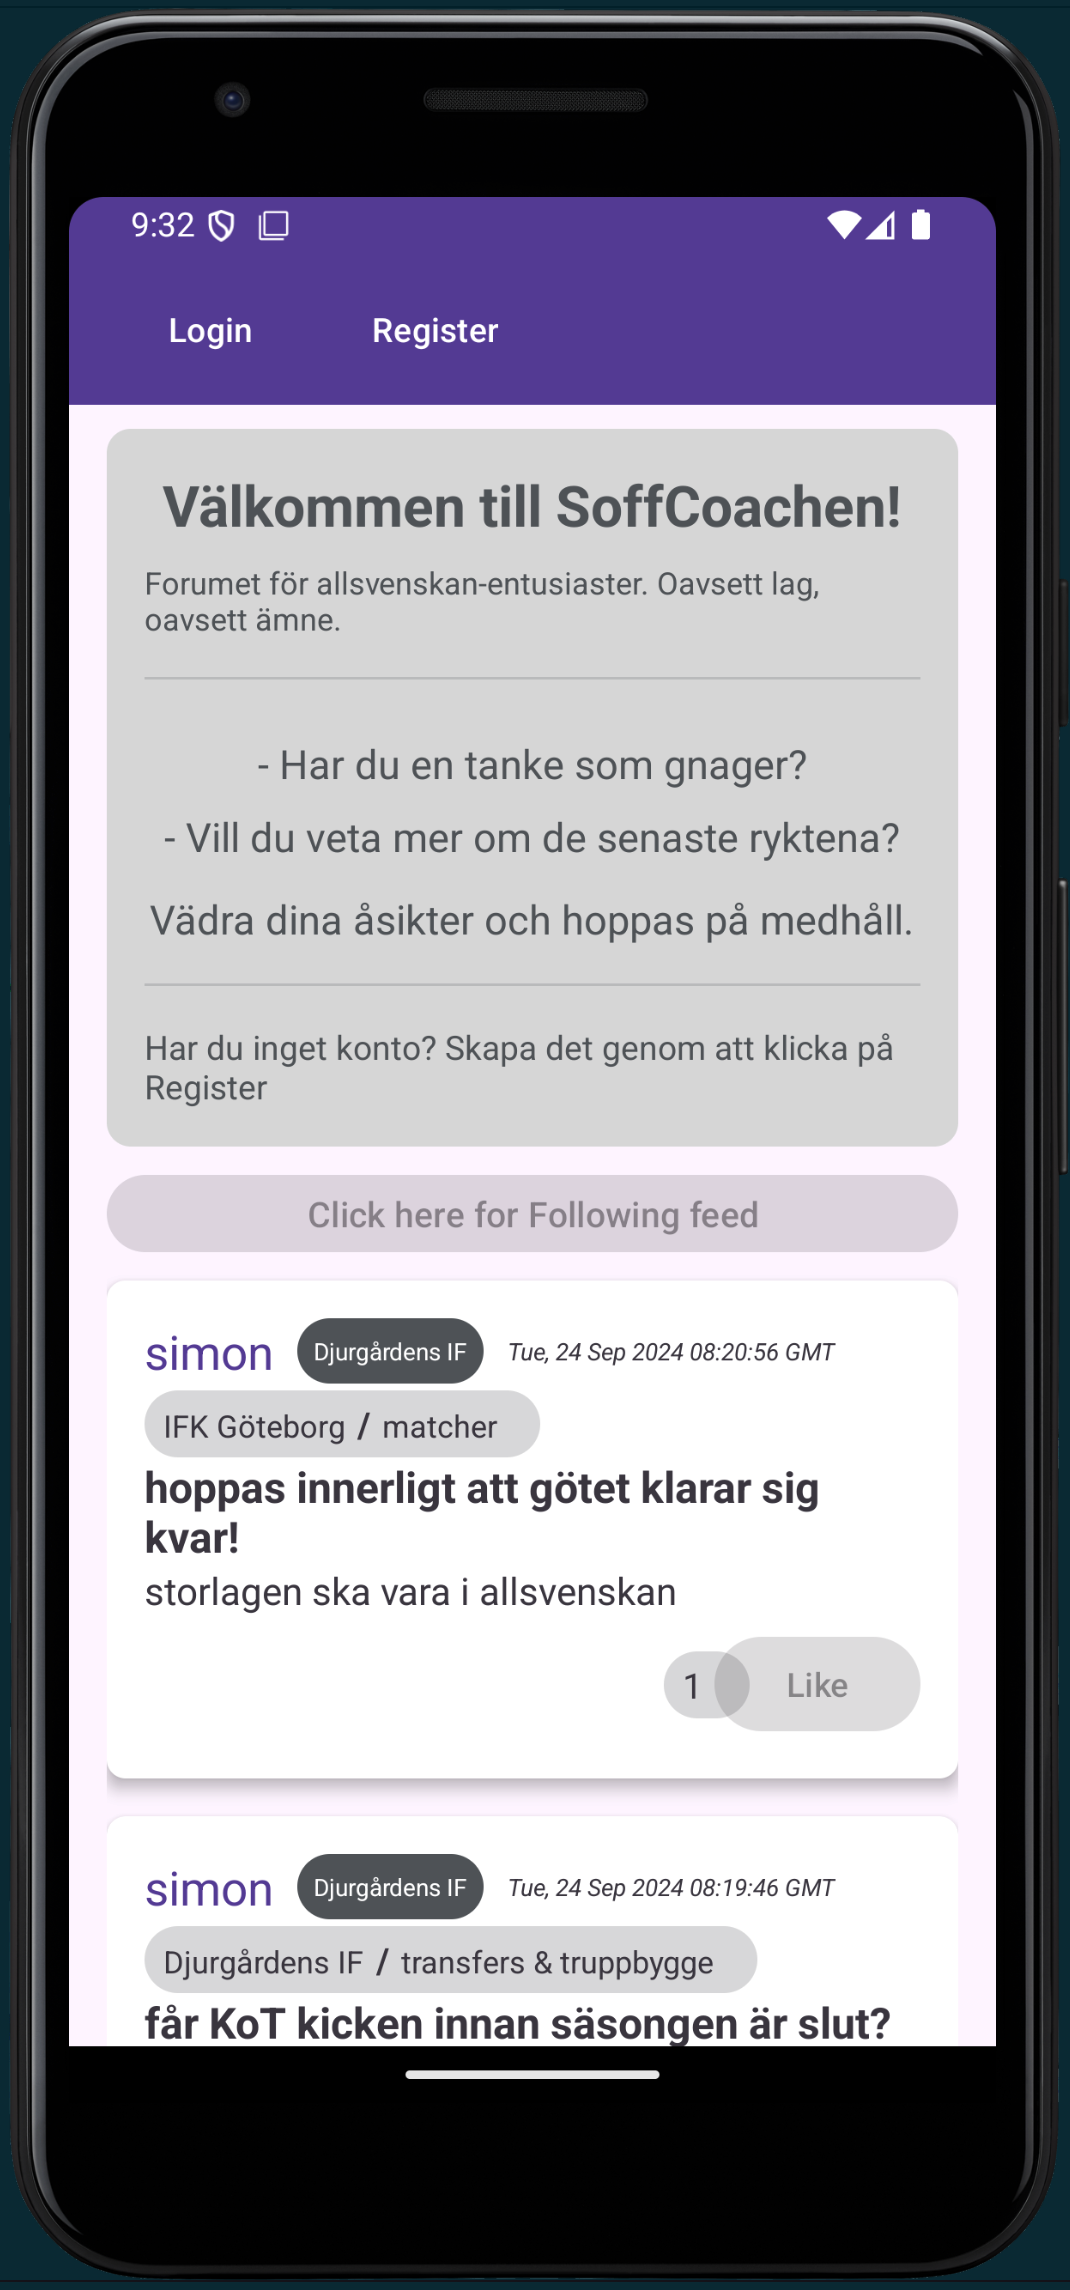 9:32
Login Register
Välkommen till SoffCoachen!
Forumet för allsvenskan-entusiaster. Oavsett lag,
oavsett ämne.
- Har du en tanke som gnager?
- Vill du veta mer om de senaste ryktena?
Vädra dina åsikter och hoppas på medhåll.
Har du inget konto? Skapa det genom att klicka på
Register
Click here for Following feed
simon Djurgårdens IF Tue, 24 Sep 2024 08:20:56 GMT
IFK Göteborg / matcher
hoppas innerligt att götet klarar sig
kvar!
storlagen ska vara i allsvenskan
1 Like
simon Djurgårdens IF Tue, 24 Sep 2024 08:19:46 GMT
Djurgårdens IF / transfers & truppbygge
får KoT kicken innan säsongen är slut?